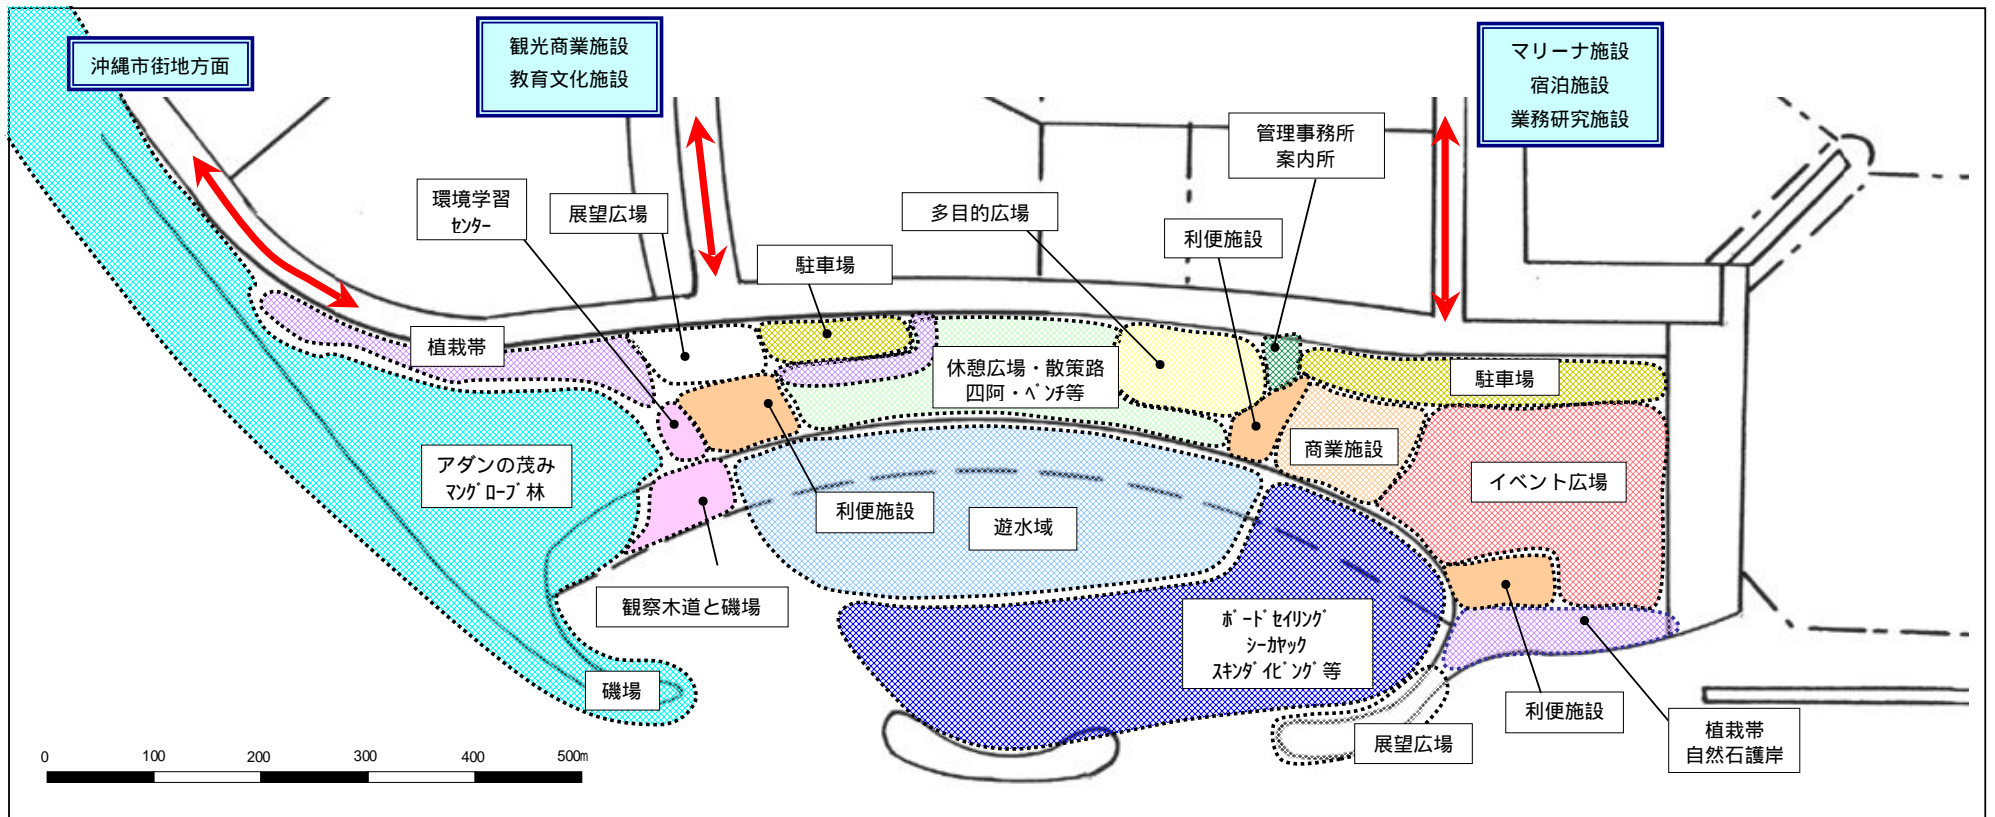 沖縄市街地方面
観光商業施設
教育文化施設
マリーナ施設
宿泊施設
業務研究施設
管理事務所
案内所
環境学習
ｾﾝﾀｰ
展望広場
多目的広場
利便施設
駐車場
植栽帯
休憩広場・散策路
四阿・ﾍﾞﾝﾁ等
駐車場
商業施設
アダンの茂み
ﾏﾝｸﾞﾛｰﾌﾞ林
イベント広場
利便施設
遊水域
観察木道と磯場
ﾎﾞｰﾄﾞｾｲﾘﾝｸﾞ
ｼｰｶﾔｯｸ
ｽｷﾝﾀﾞｲﾋﾞﾝｸﾞ等
磯場
利便施設
展望広場
植栽帯
自然石護岸
0 100 200 300 400 500m